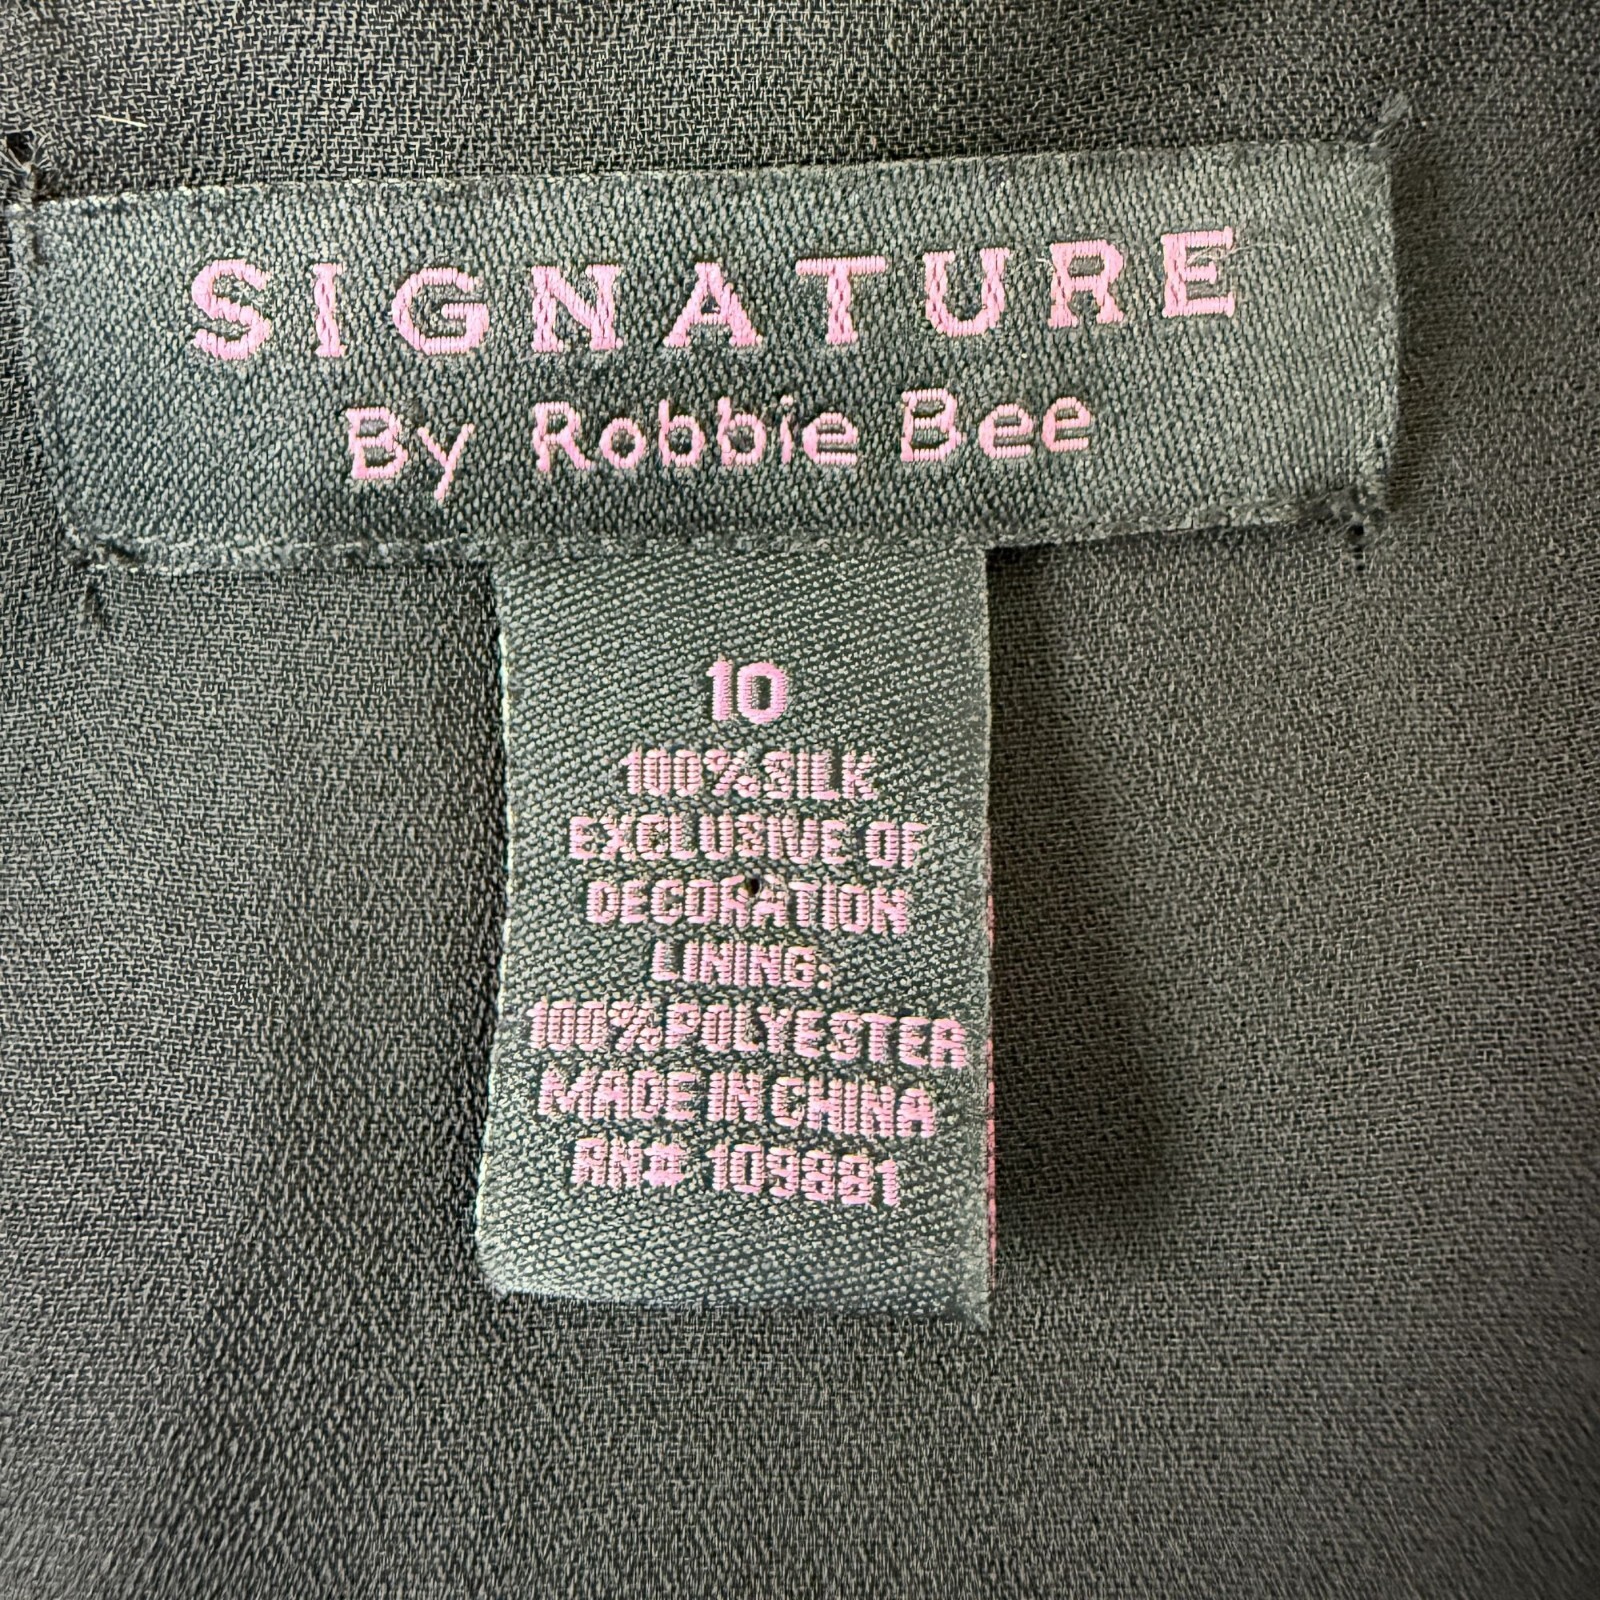 SIGNATURE
By Robbie Bee
10
100%SILK
EXCLUSIVE OF
DECORATION
LINING:
100%POLYESTER
MADE IN CHINA
RN# 109881